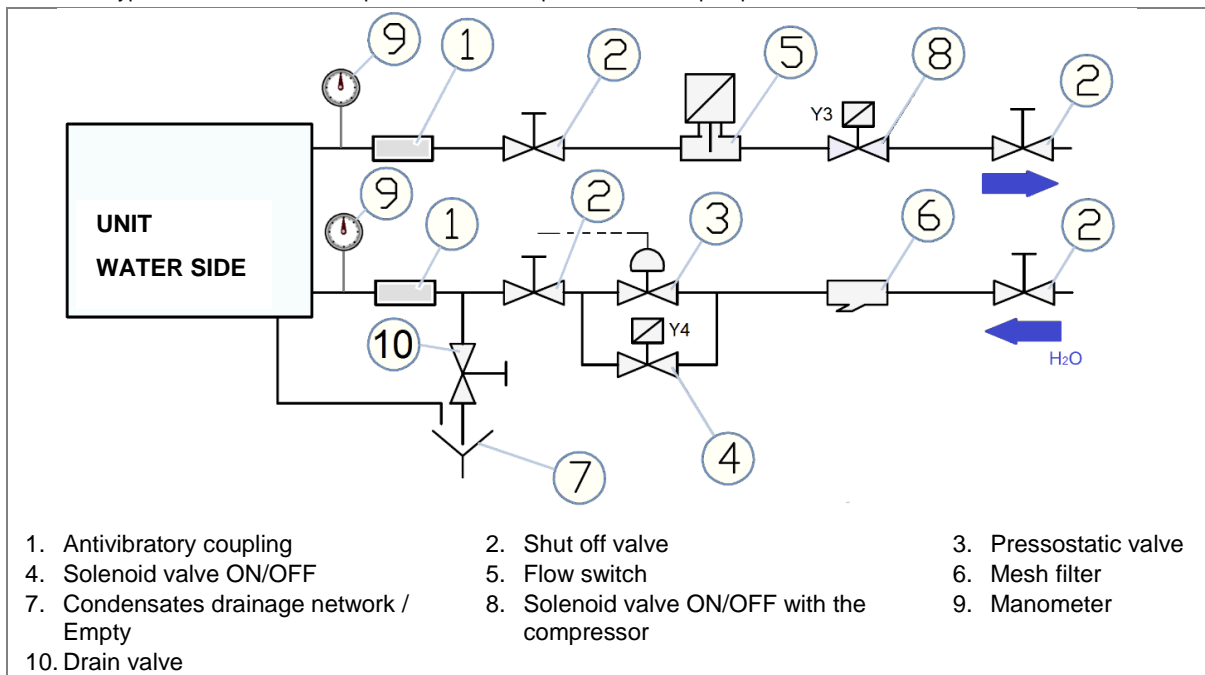 9
1
2
5
8
2
Y3
UNIT
WATER SIDE
9
1
2
3
6
2
H2O
Y4
10
7
4
1. Antivibratory coupling
2. Shut off valve
3. Pressostatic valve
4. Solenoid valve ON/OFF
5. Flow switch
6. Mesh filter
7. Condensates drainage network /
Empty
8. Solenoid valve ON/OFF with the
compressor
9. Manometer
10. Drain valve